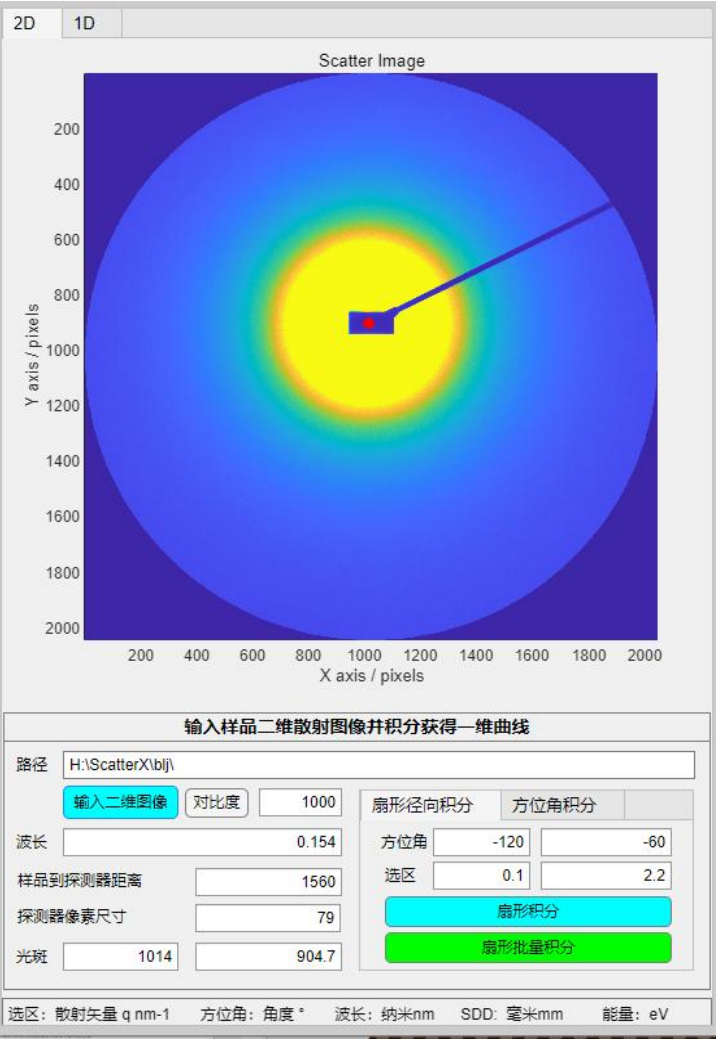 2D 1D
Scatter Image
200
400
600
800
1000
1200
1400
1600
1800
2000
Y axis / pixels
200 400 600 800 1000 1200 1400 1600 1800 2000
X axis / pixels
输入样品二维散射图像并积分获得一维曲线
路径 H:\ScatterX\blj\
输入二维图像 对比度 1000
扇形径向积分 方位角积分
波长 0.154
方位角 -120 -60
样品到探测器距离 1560
选区 0.1 2.2
探测器像素尺寸 79
扇形积分
光斑 1014 904.7
扇形批量积分
选区：散射矢量 q nm-1 方位角：角度 ° 波长：纳米nm SDD: 毫米mm 能量：eV